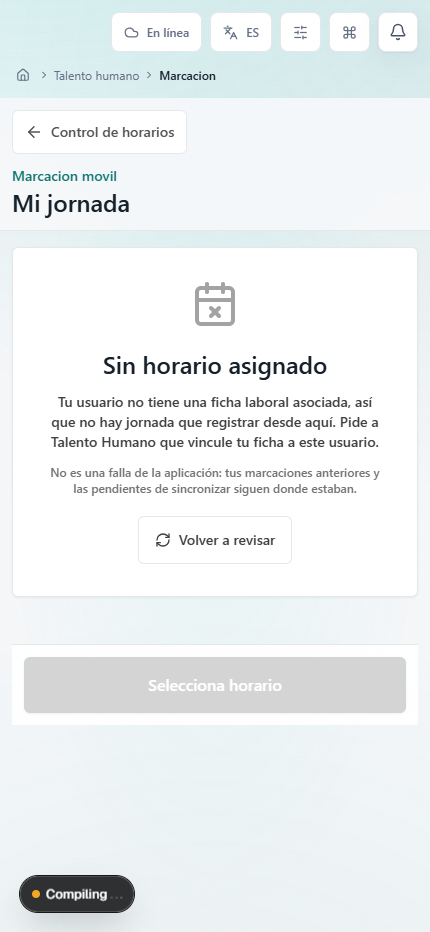 En línea
ES
Talento humano
Marcacion
Control de horarios
Marcacion movil
Mi jornada
Sin horario asignado
Tu usuario no tiene una ficha laboral asociada, así
que no hay jornada que registrar desde aquí. Pide a
Talento Humano que vincule tu ficha a este usuario.
No es una falla de la aplicación: tus marcaciones anteriores y
las pendientes de sincronizar siguen donde estaban.
Volver a revisar
Selecciona horario
Compiling ...